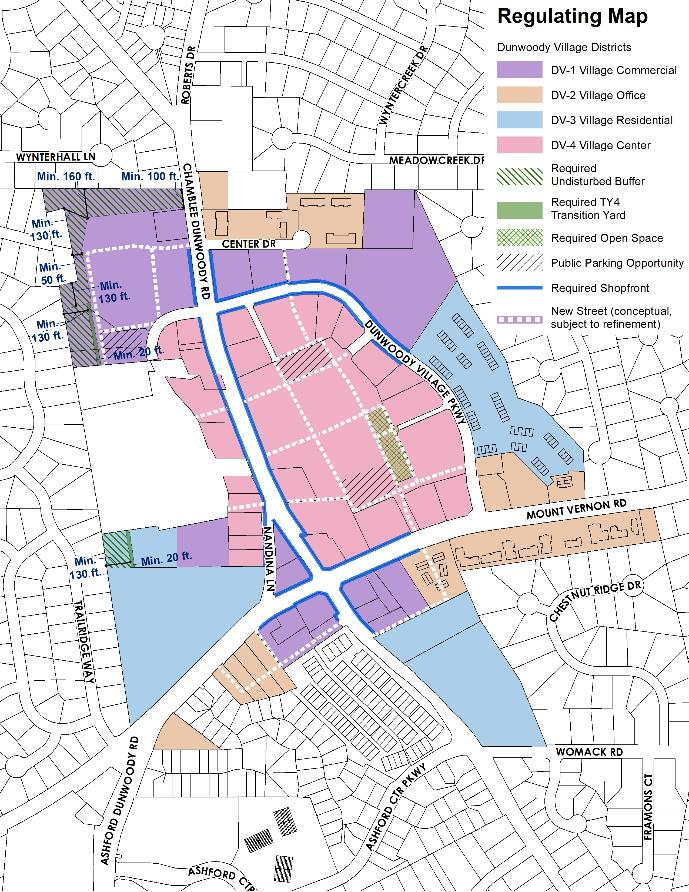 Regulating Map
Dunwoody Village Districts
DV-1 Village Commercial
DV-2 Village Office
DV-3 Village Residential
DV-4 Village Center
Required
Undisturbed Buffer
Required TY4
Transition Yard
Required Open Space
Public Parking Opportunity
Required Shopfront
New Street (conceptual,
subject to refinement)
ROBERTS DR
WYNTERCREEK DR
WYNTERHALL LN
MEADOWCREEK DR
Min. 160 ft.
Min. 100 ft.
CHAMBLEE DUNWOODY RD
Min.
130 ft.
CENTER DR
Min.
50 ft.
Min.
130 ft.
Min.
130 ft.
Min. 20 ft.
DUNWOODY VILLAGE PKWY
MOUNT VERNON RD
NANDINA LN
Min. 20 ft.
Min.
130 ft.
CHESTNUT RIDGE DR
TRAILRIDGE WAY
ASHFORD DUNWOODY RD
WOMACK RD
ASHFORD CTR PKWY
FRAMONS CT
ASHFORD CTR